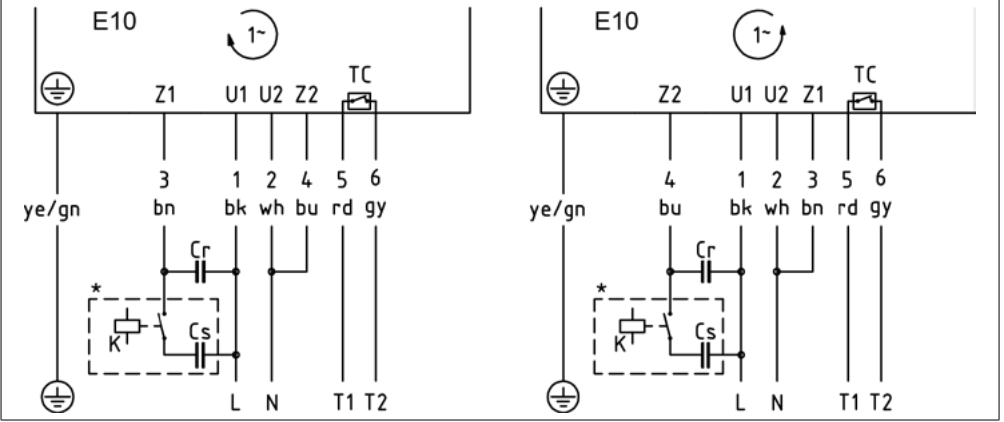 E10 1~ TC
Z1 U1 U2 Z2
3 1 2 4 5 6
ye/gn bn bk wh bu rd gy
Cr
*
K Cs
L N T1 T2
E10 1~ TC
Z2 U1 U2 Z1
4 1 2 3 5 6
ye/gn bu bk wh bn rd gy
Cr
*
K Cs
L N T1 T2